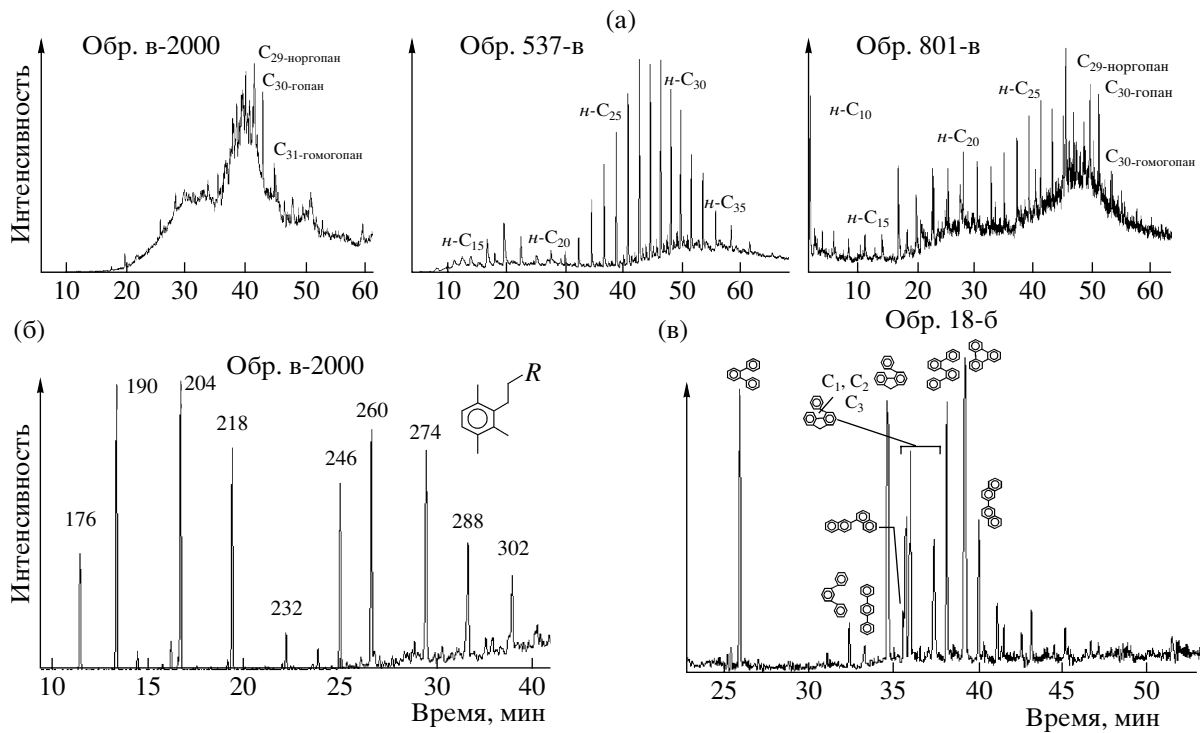 (а)
Обр. в-2000
Обр. 537-в
Обр. 801-в
Интенсивность
C29-норгопан
C30-гопан
C31-гомогопан
н-C15
н-C20
н-C25
н-C30
н-C35
н-C10
н-C15
н-C20
н-C25
C29-норгопан
C30-гопан
C30-гомогопан
10 20 30 40 50 60
10 20 30 40 50 60
10 20 30 40 50 60
(б)
Обр. в-2000
Интенсивность
176
190
204
218
232
246
260
274
288
302
R
10 15 20 25 30 40
Время, мин
(в)
Обр. 18-б
C1, C2
C3
25 30 35 40 45 50
Время, мин